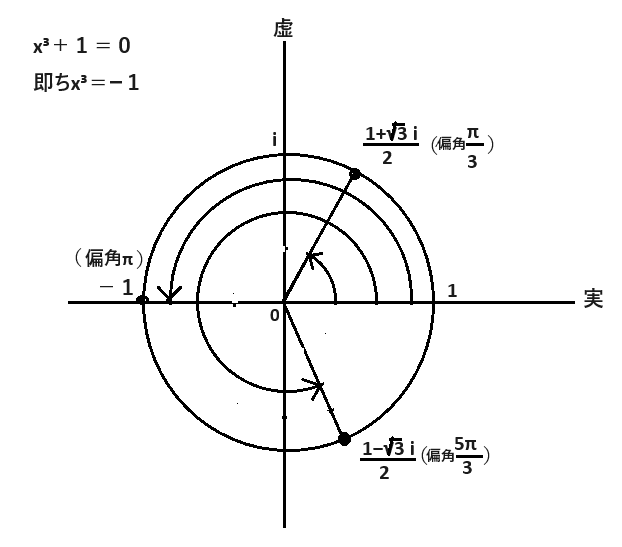 虚
x³+1=0
即ちx³=−1
i
1+√3 i/2 (偏角π/3)
(偏角π)
−1
1
実
0
1−√3 i/2 (偏角5π/3)